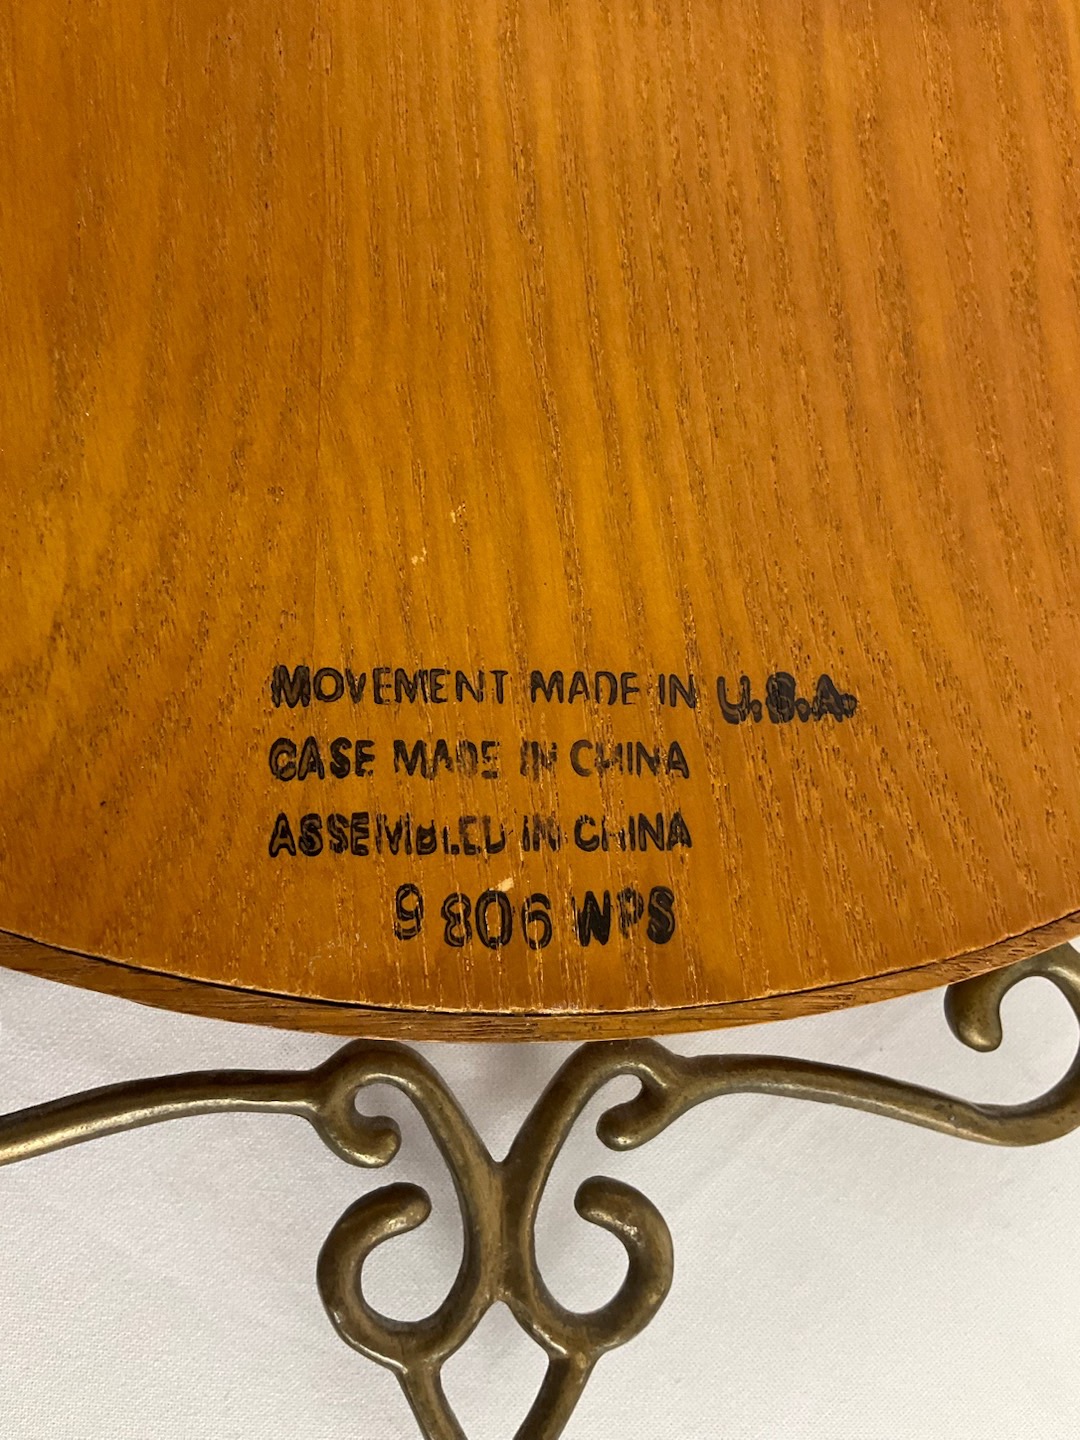 MOVEMENT MADE IN U.S.A.
CASE MADE IN CHINA
ASSEMBLED IN CHINA
9 806 WPS